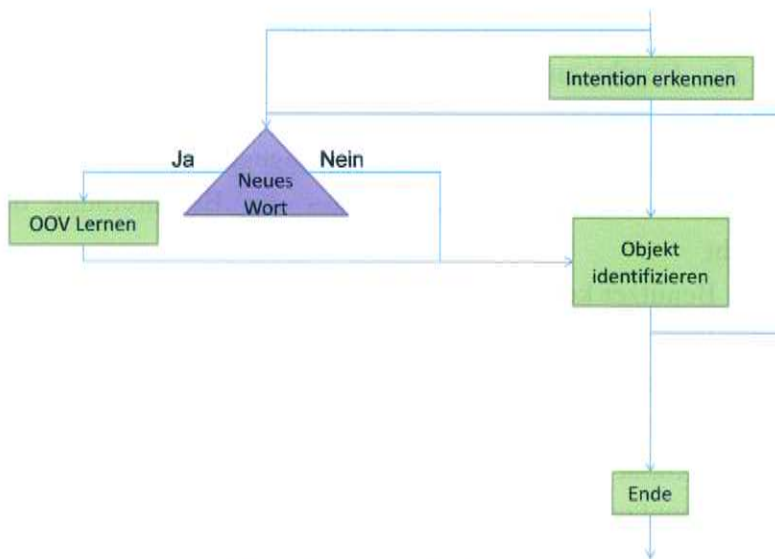 Intention erkennen
Ja
Nein
Neues
Wort
OOV Lernen
Objekt
identifizieren
Ende